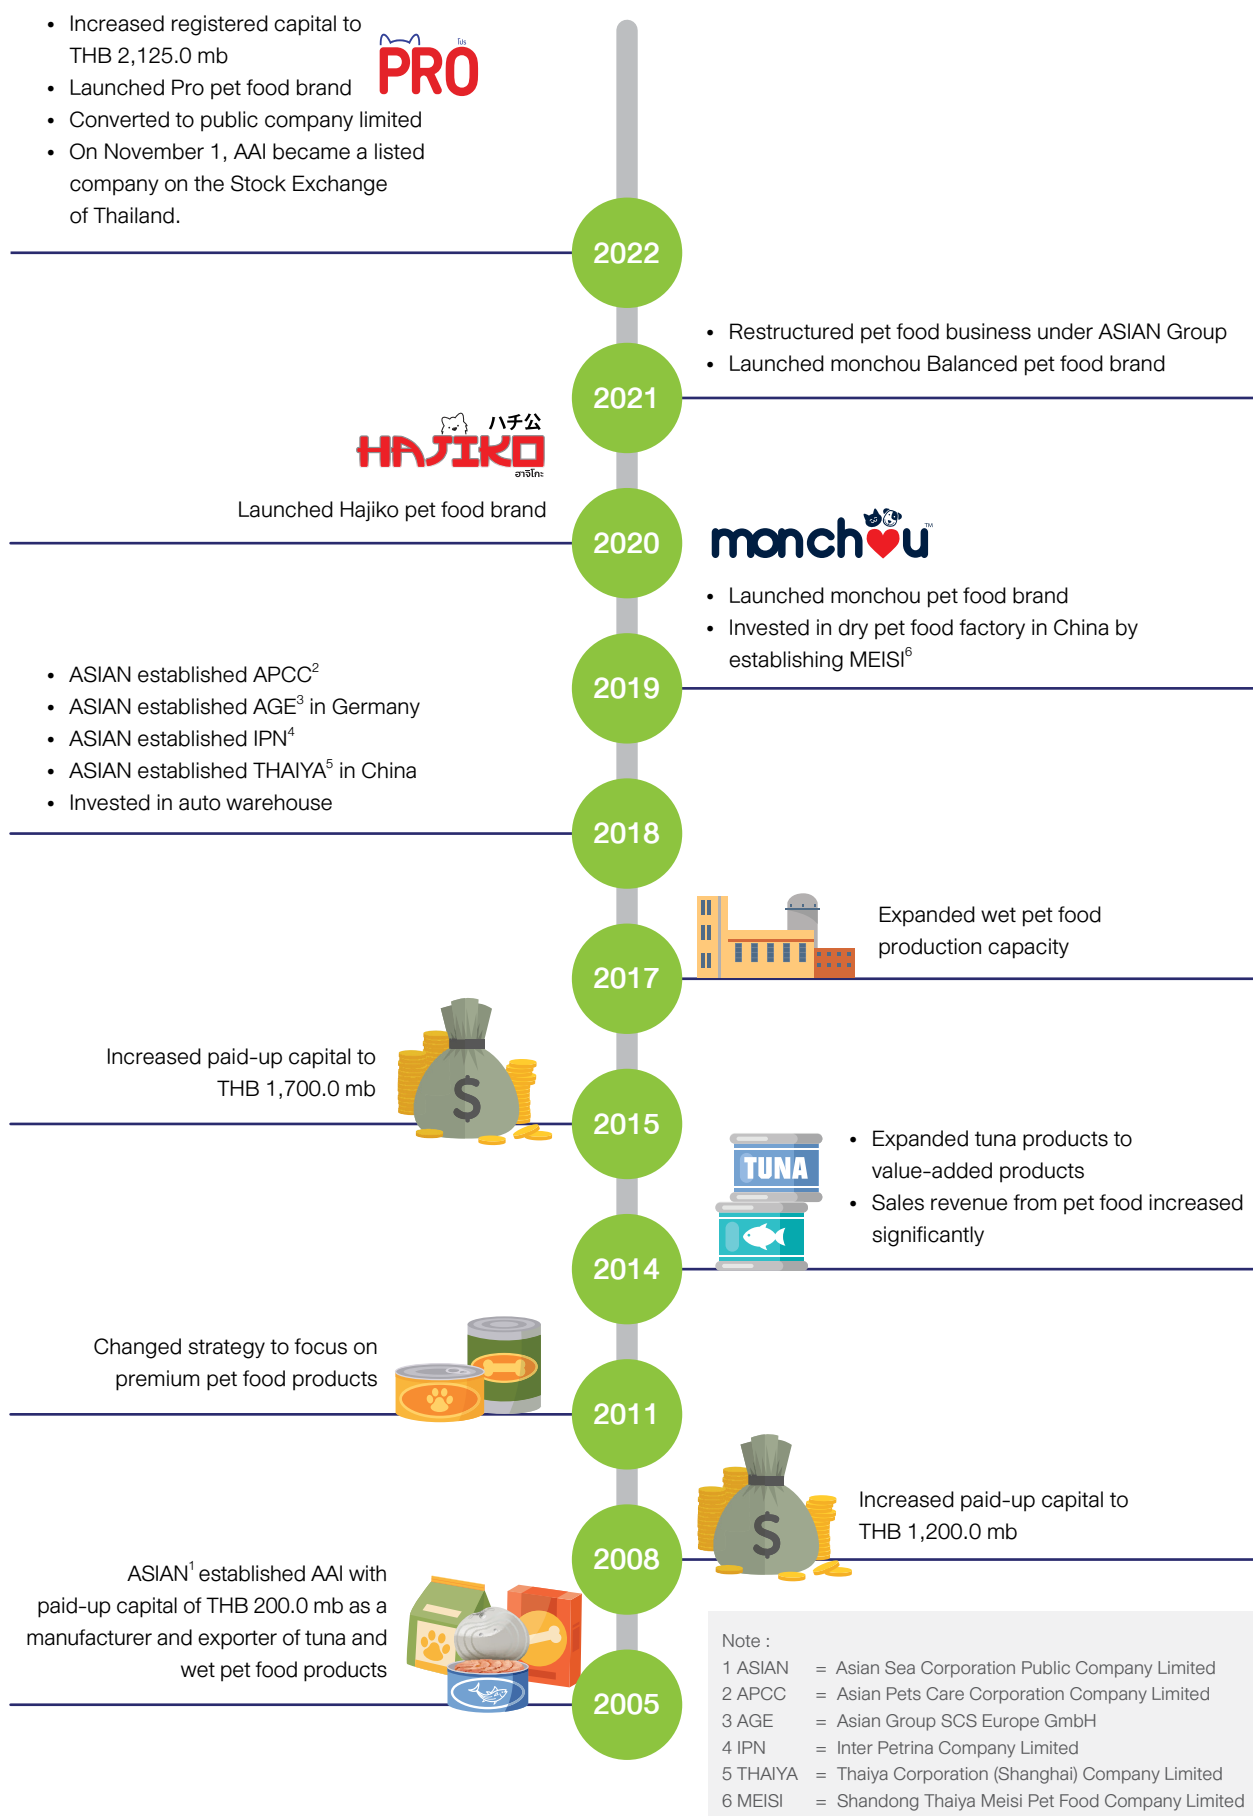 • Increased registered capital to
THB 2,125.0 mb
• Launched Pro pet food brand
• Converted to public company limited
• On November 1, AAI became a listed
company on the Stock Exchange
of Thailand.
โปร
PRO
2022
• Restructured pet food business under ASIAN Group
• Launched monchou Balanced pet food brand
2021
ハチ公
HAJIKO
ฮาจิโกะ
Launched Hajiko pet food brand
2020
monchou™
• Launched monchou pet food brand
• Invested in dry pet food factory in China by
establishing MEISI⁶
2019
• ASIAN established APCC²
• ASIAN established AGE³ in Germany
• ASIAN established IPN⁴
• ASIAN established THAIYA⁵ in China
• Invested in auto warehouse
2018
Expanded wet pet food
production capacity
2017
Increased paid-up capital to
THB 1,700.0 mb
$
2015
TUNA
• Expanded tuna products to
value-added products
• Sales revenue from pet food increased
significantly
2014
Changed strategy to focus on
premium pet food products
2011
$
Increased paid-up capital to
THB 1,200.0 mb
2008
ASIAN¹ established AAI with
paid-up capital of THB 200.0 mb as a
manufacturer and exporter of tuna and
wet pet food products
2005
Note :
1 ASIAN = Asian Sea Corporation Public Company Limited
2 APCC = Asian Pets Care Corporation Company Limited
3 AGE = Asian Group SCS Europe GmbH
4 IPN = Inter Petrina Company Limited
5 THAIYA = Thaiya Corporation (Shanghai) Company Limited
6 MEISI = Shandong Thaiya Meisi Pet Food Company Limited